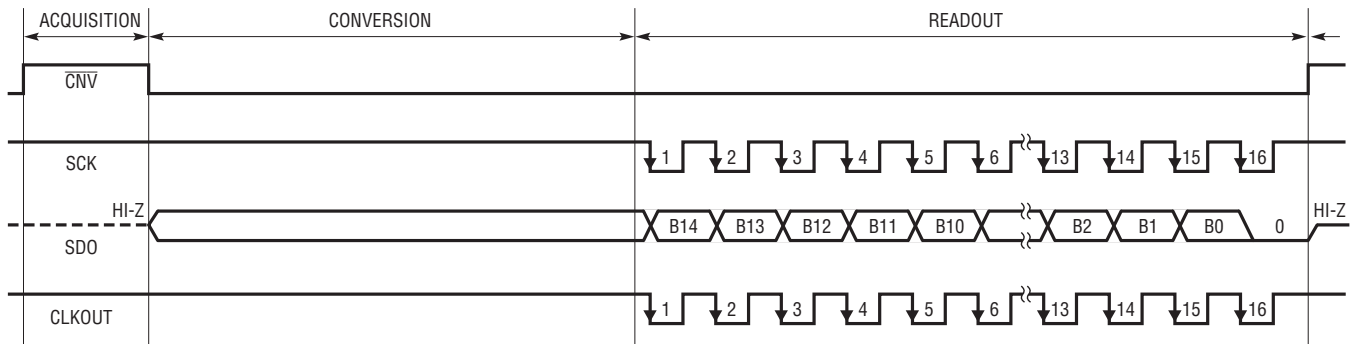 ACQUISITION CONVERSION READOUT
CNV
SCK 1 2 3 4 5 6 13 14 15 16
HI-Z B14 B13 B12 B11 B10 B2 B1 B0 0 HI-Z
SDO
CLKOUT 1 2 3 4 5 6 13 14 15 16